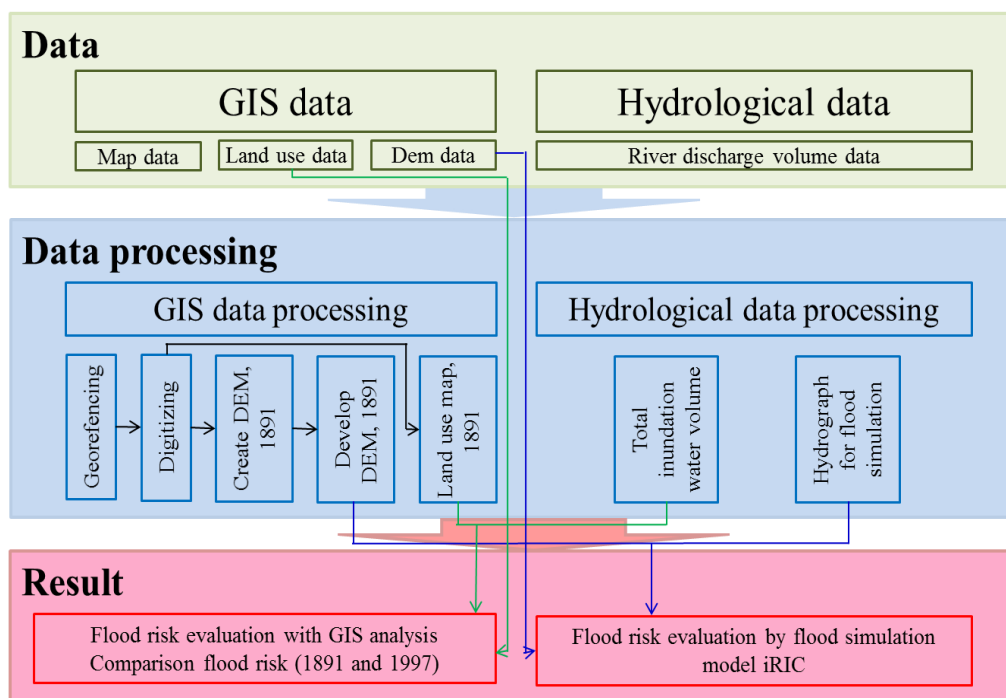 Data
GIS data
Hydrological data
Map data
Land use data
Dem data
River discharge volume data
Data processing
GIS data processing
Hydrological data processing
Georefencing
Digitizing
Create DEM,
1891
Develop
DEM, 1891
Land use map,
1891
Total
inundation
water volume
Hydrograph
for flood
simulation
Result
Flood risk evaluation with GIS analysis
Comparison flood risk (1891 and 1997)
Flood risk evaluation by flood simulation
model iRIC